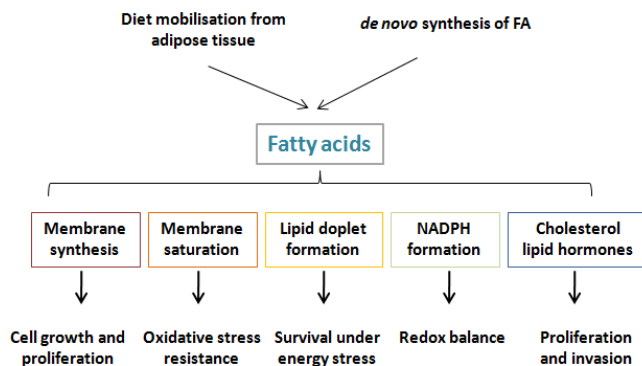 Diet mobilisation from
adipose tissue
de novo synthesis of FA
Fatty acids
Membrane
synthesis
Membrane
saturation
Lipid doplet
formation
NADPH
formation
Cholesterol
lipid hormones
Cell growth and
proliferation
Oxidative stress
resistance
Survival under
energy stress
Redox balance
Proliferation
and invasion